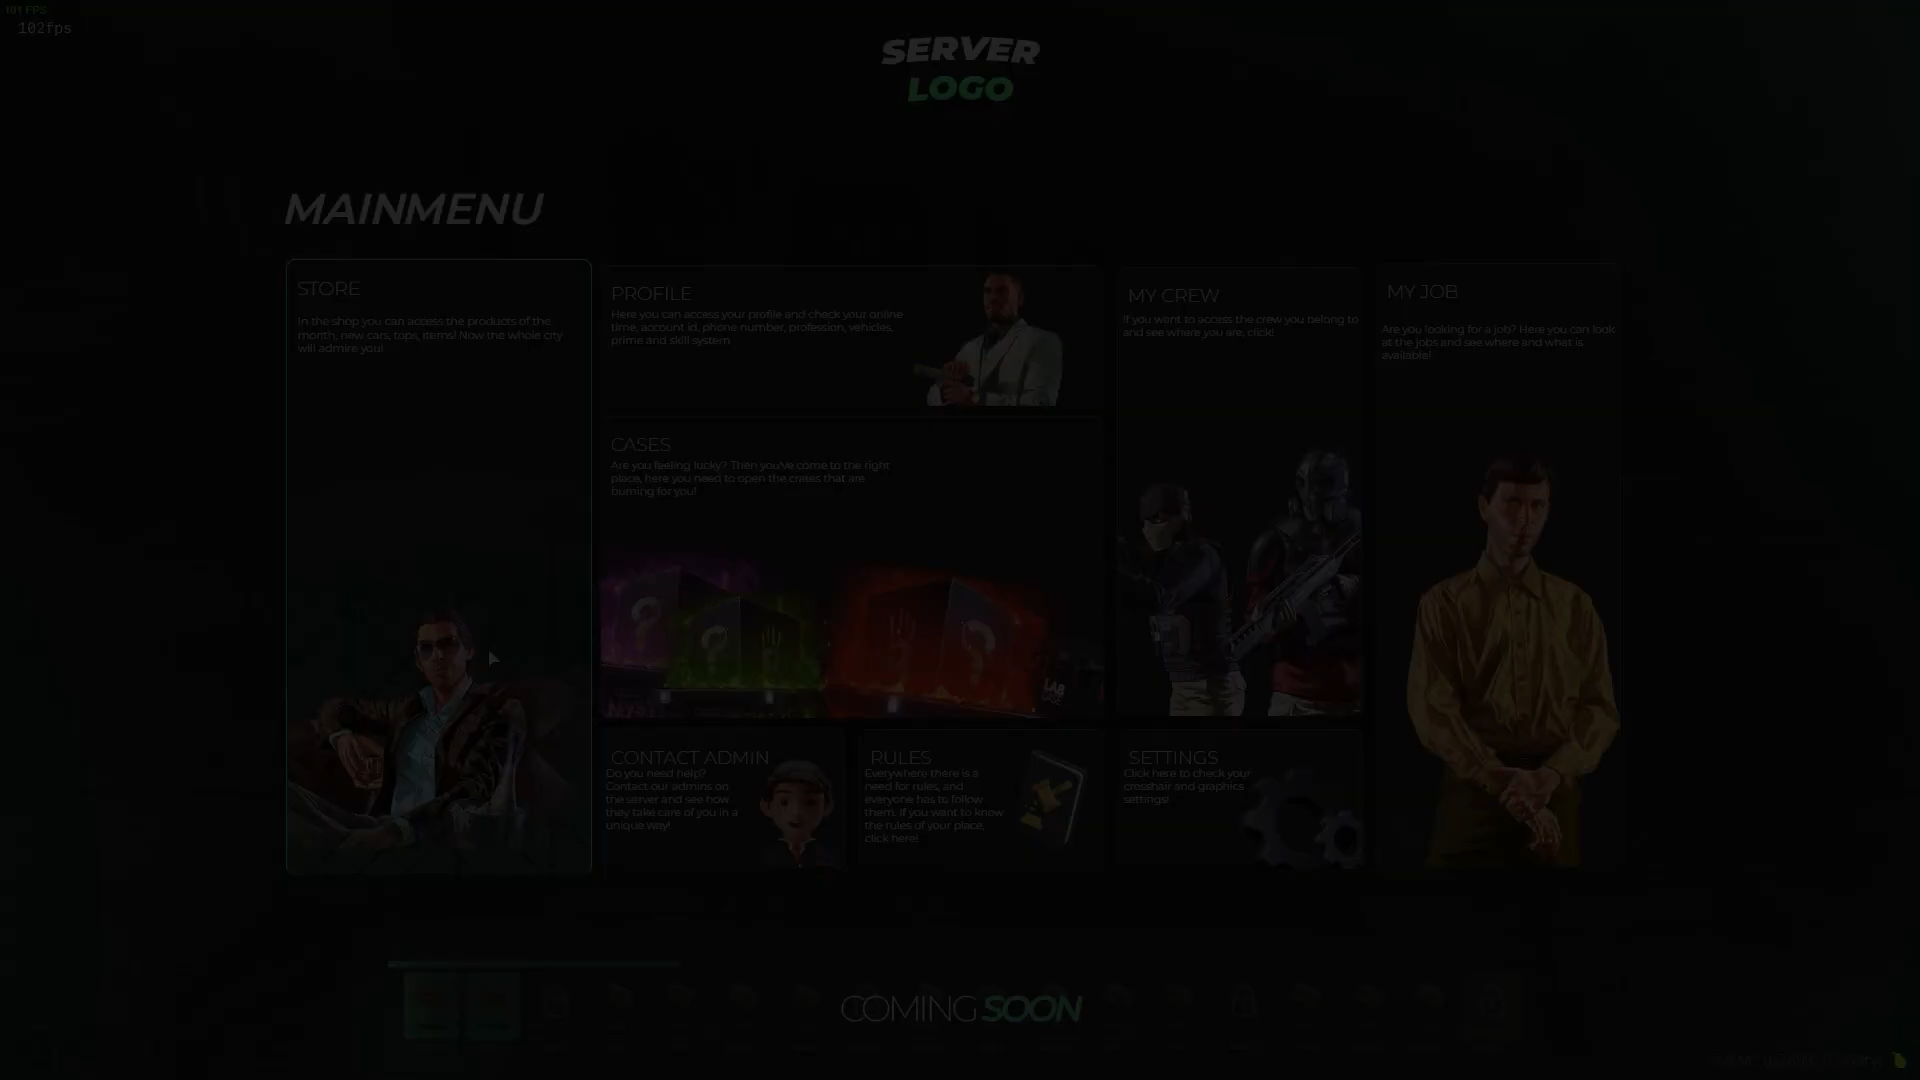 101 FPS
102fps
SERVER
LOGO
MAINMENU
STORE
In the shop you can access the products of the
month, new cars, tops, items! Now the whole city
will admire you!
PROFILE
Here you can access your profile and check your online
time, account id, phone number, profession, vehicles,
prime and skill system
CASES
Are you feeling lucky? Then you've come to the right
place, here you need to open the crates that are
burning for you!
MY CREW
If you want to access the crew you belong to
and see where you are, click!
MY JOB
Are you looking for a job? Here you can look
at the jobs and see where and what is
available!
LAB
CONTACT ADMIN
Do you need help?
Contact our admins on
the server and see how
they take care of you in a
unique way!
RULES
Everywhere there is a
need for rules, and
everyone has to follow
them. If you want to know
the rules of your place,
click here!
SETTINGS
Click here to check your
crosshair and graphics
settings!
COMING SOON